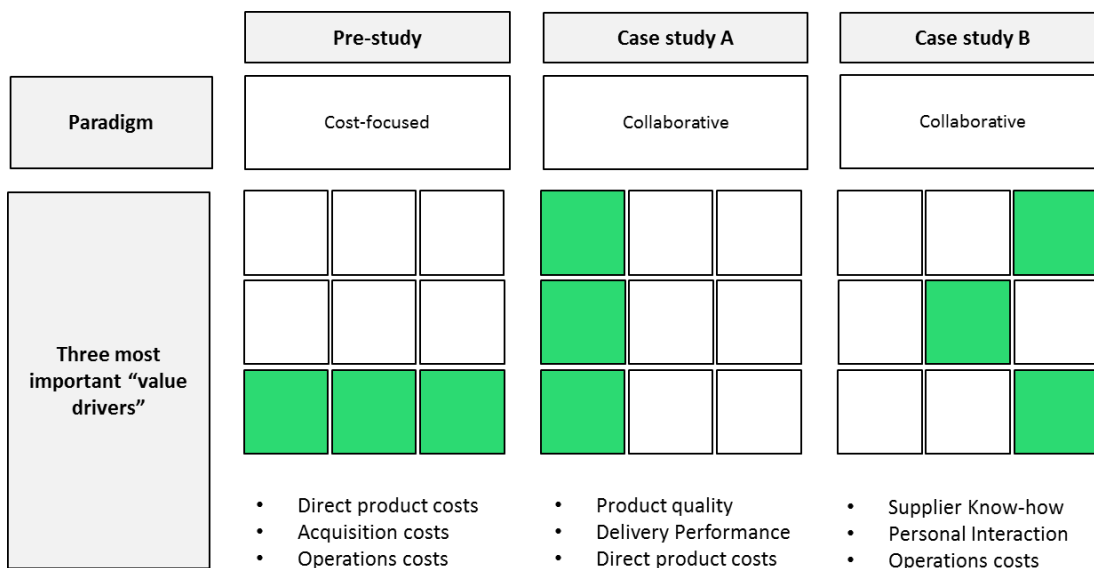 Pre-study
Case study A
Case study B
Paradigm
Cost-focused
Collaborative
Collaborative
Three most
important “value
drivers”
• Direct product costs
• Acquisition costs
• Operations costs
• Product quality
• Delivery Performance
• Direct product costs
• Supplier Know-how
• Personal Interaction
• Operations costs